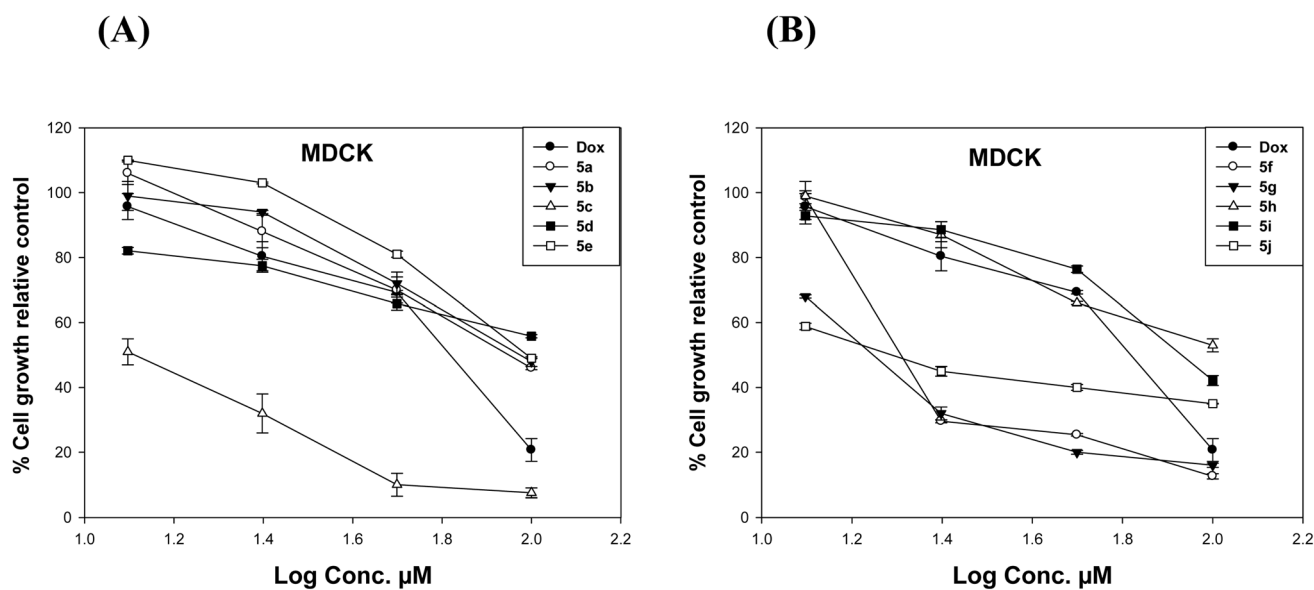 (A)
(B)
MDCK
Dox
5a
5b
5c
5d
5e
% Cell growth relative control
120
100
80
60
40
20
0
1.0
1.2
1.4
1.6
1.8
2.0
2.2
Log Conc. µM
MDCK
Dox
5f
5g
5h
5i
5j
% Cell growth relative control
120
100
80
60
40
20
0
1.0
1.2
1.4
1.6
1.8
2.0
2.2
Log Conc. µM